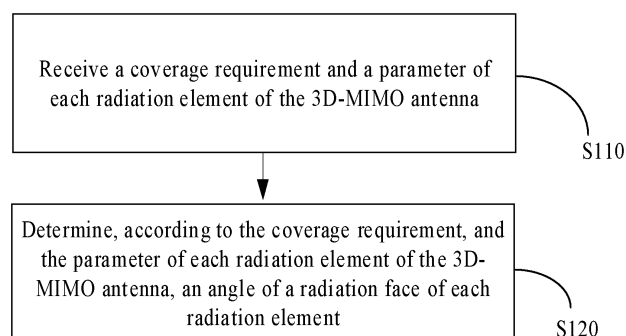 Receive a coverage requirement and a parameter of
each radiation element of the 3D-MIMO antenna
S110
Determine, according to the coverage requirement, and
the parameter of each radiation element of the 3D-
MIMO antenna, an angle of a radiation face of each
radiation element
S120